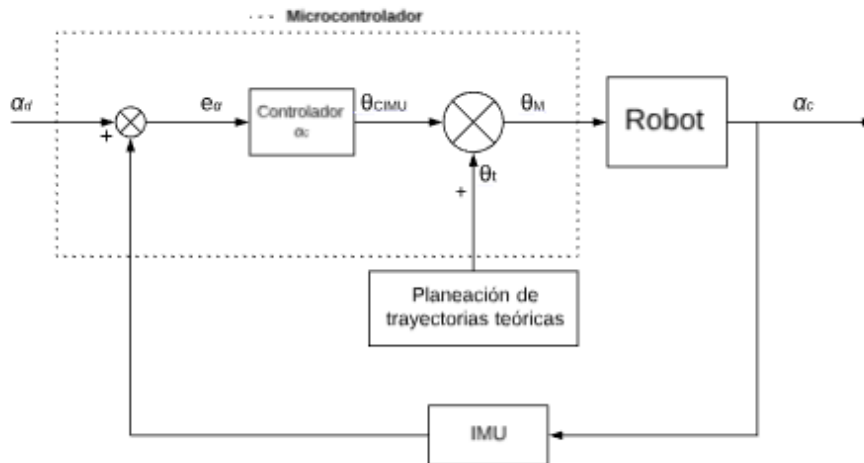 Microcontrolador
αd
+
eα
Controlador
αc
θCIMU
θM
Robot
αc
θt
+
Planeación de
trayectorias teóricas
IMU